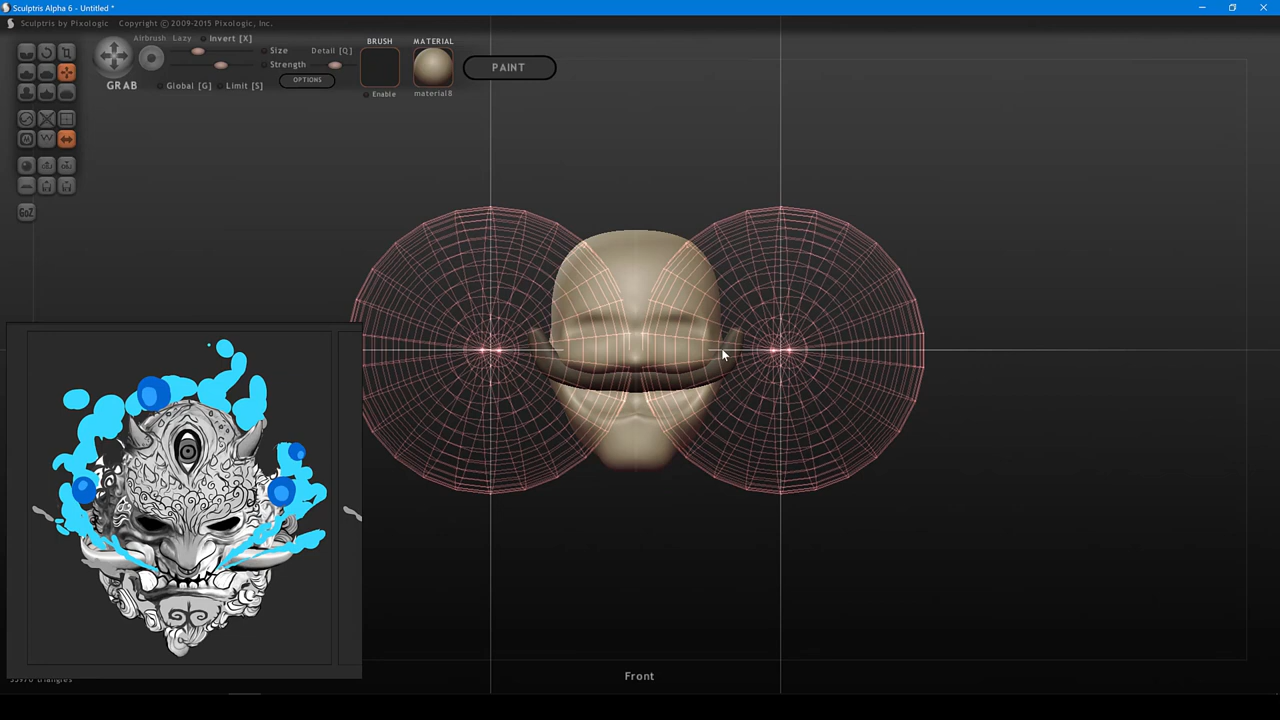 Sculptris Alpha 6 - Untitled *
Sculptris by Pixologic Copyright © 2009-2015 Pixologic, Inc.
Airbrush Lazy Invert [X]
Size Detail [Q]
Strength
GRAB Global [G] Limit [S] OPTIONS
BRUSH
Enable
MATERIAL
material8
PAINT
GoZ
Front
triangles